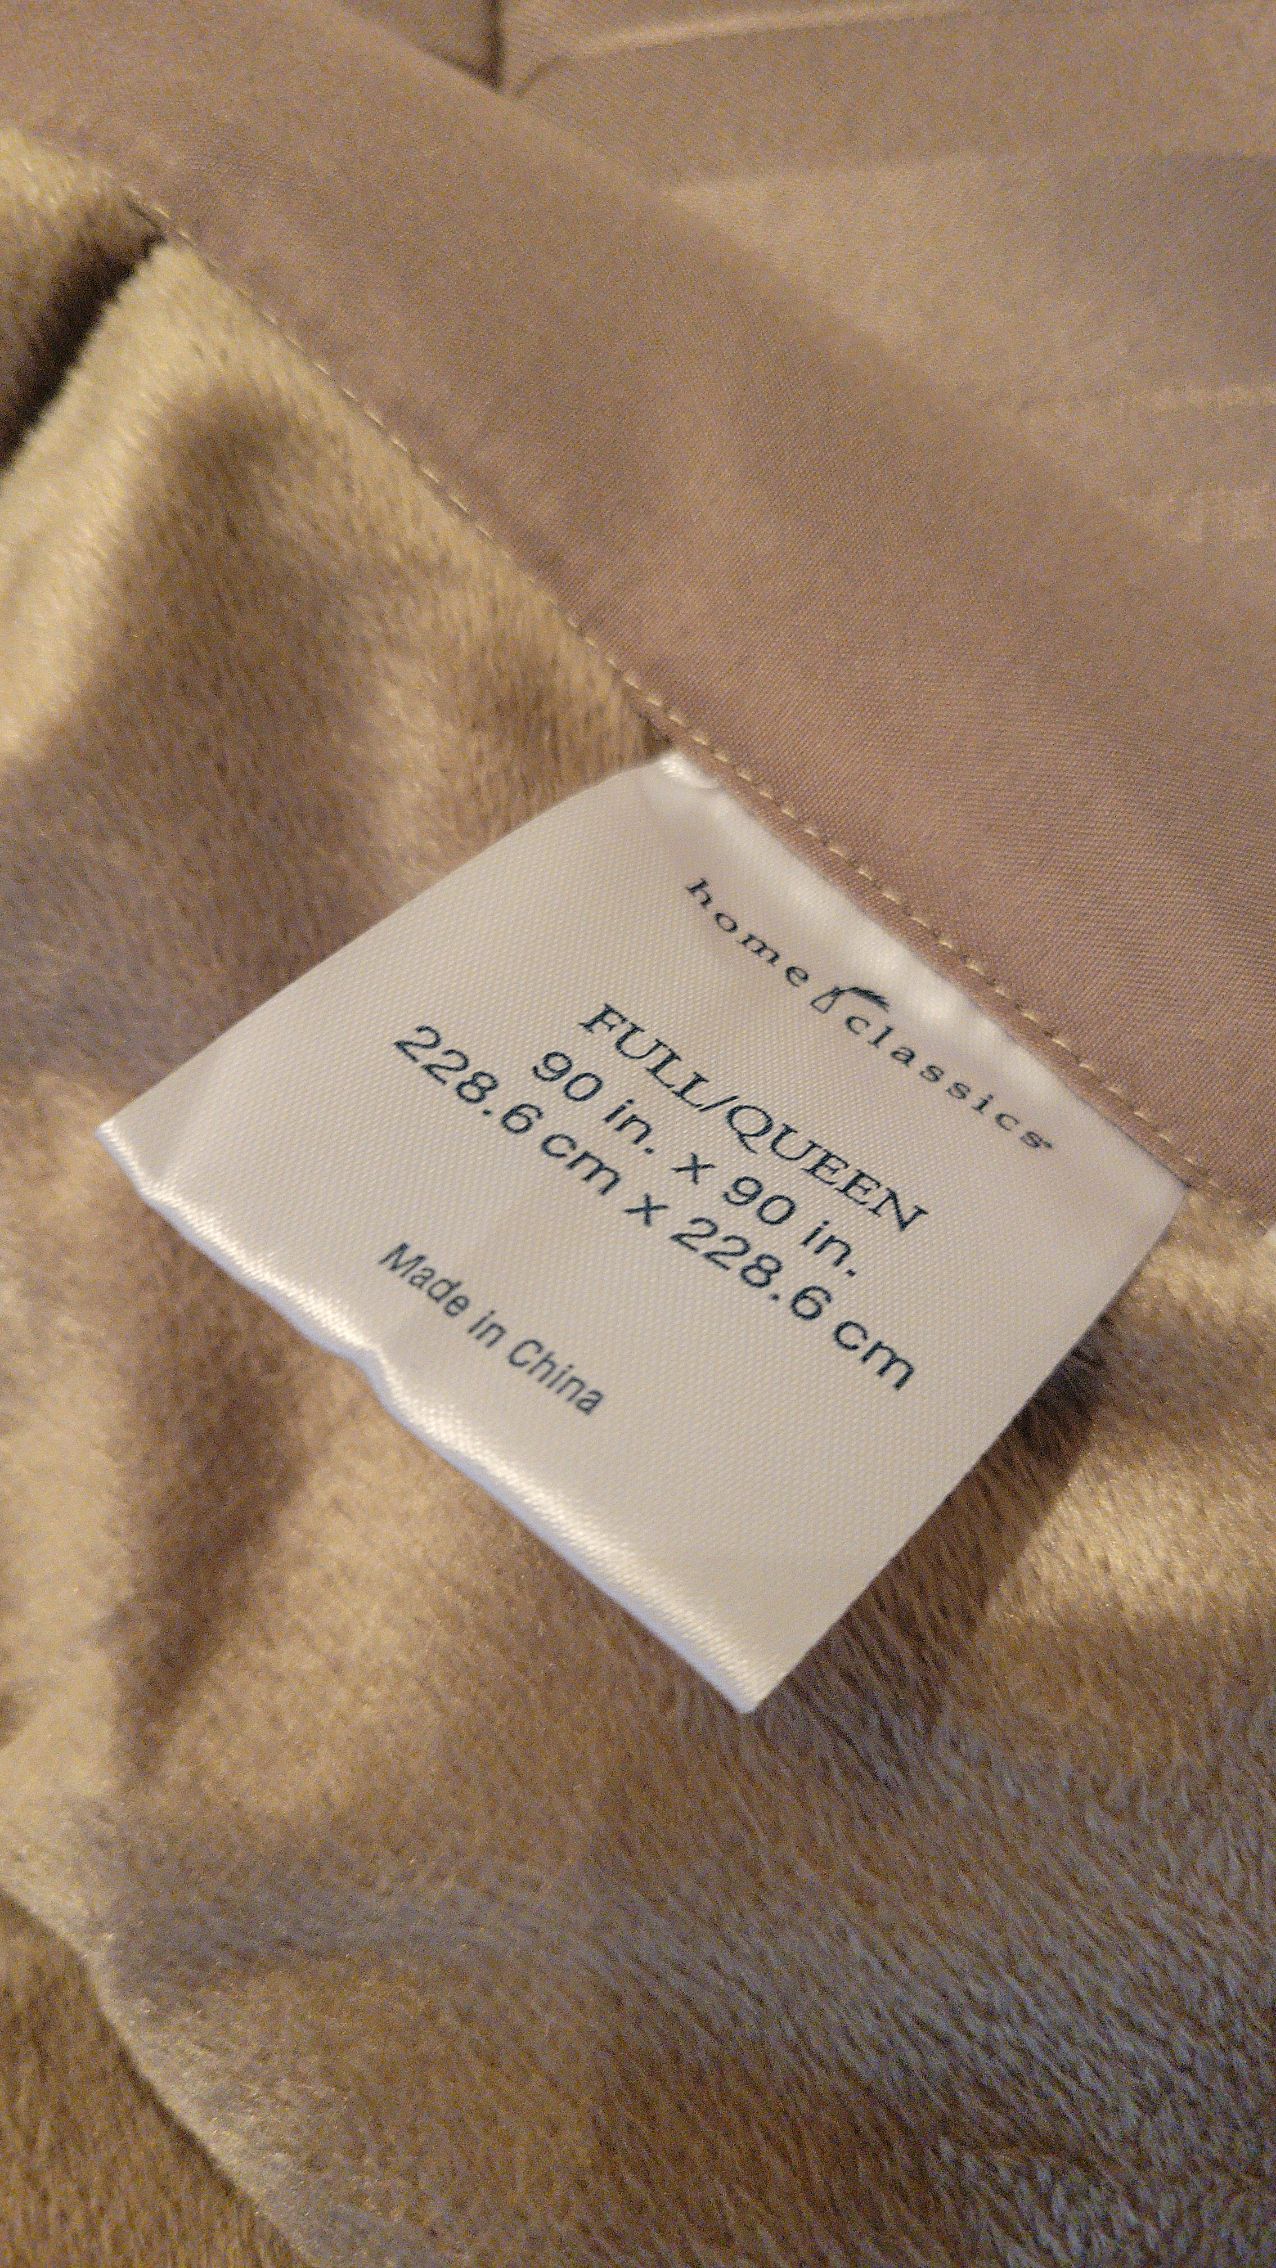 home classics®
FULL/QUEEN
90 in. x 90 in.
228.6 cm x 228.6 cm
Made in China